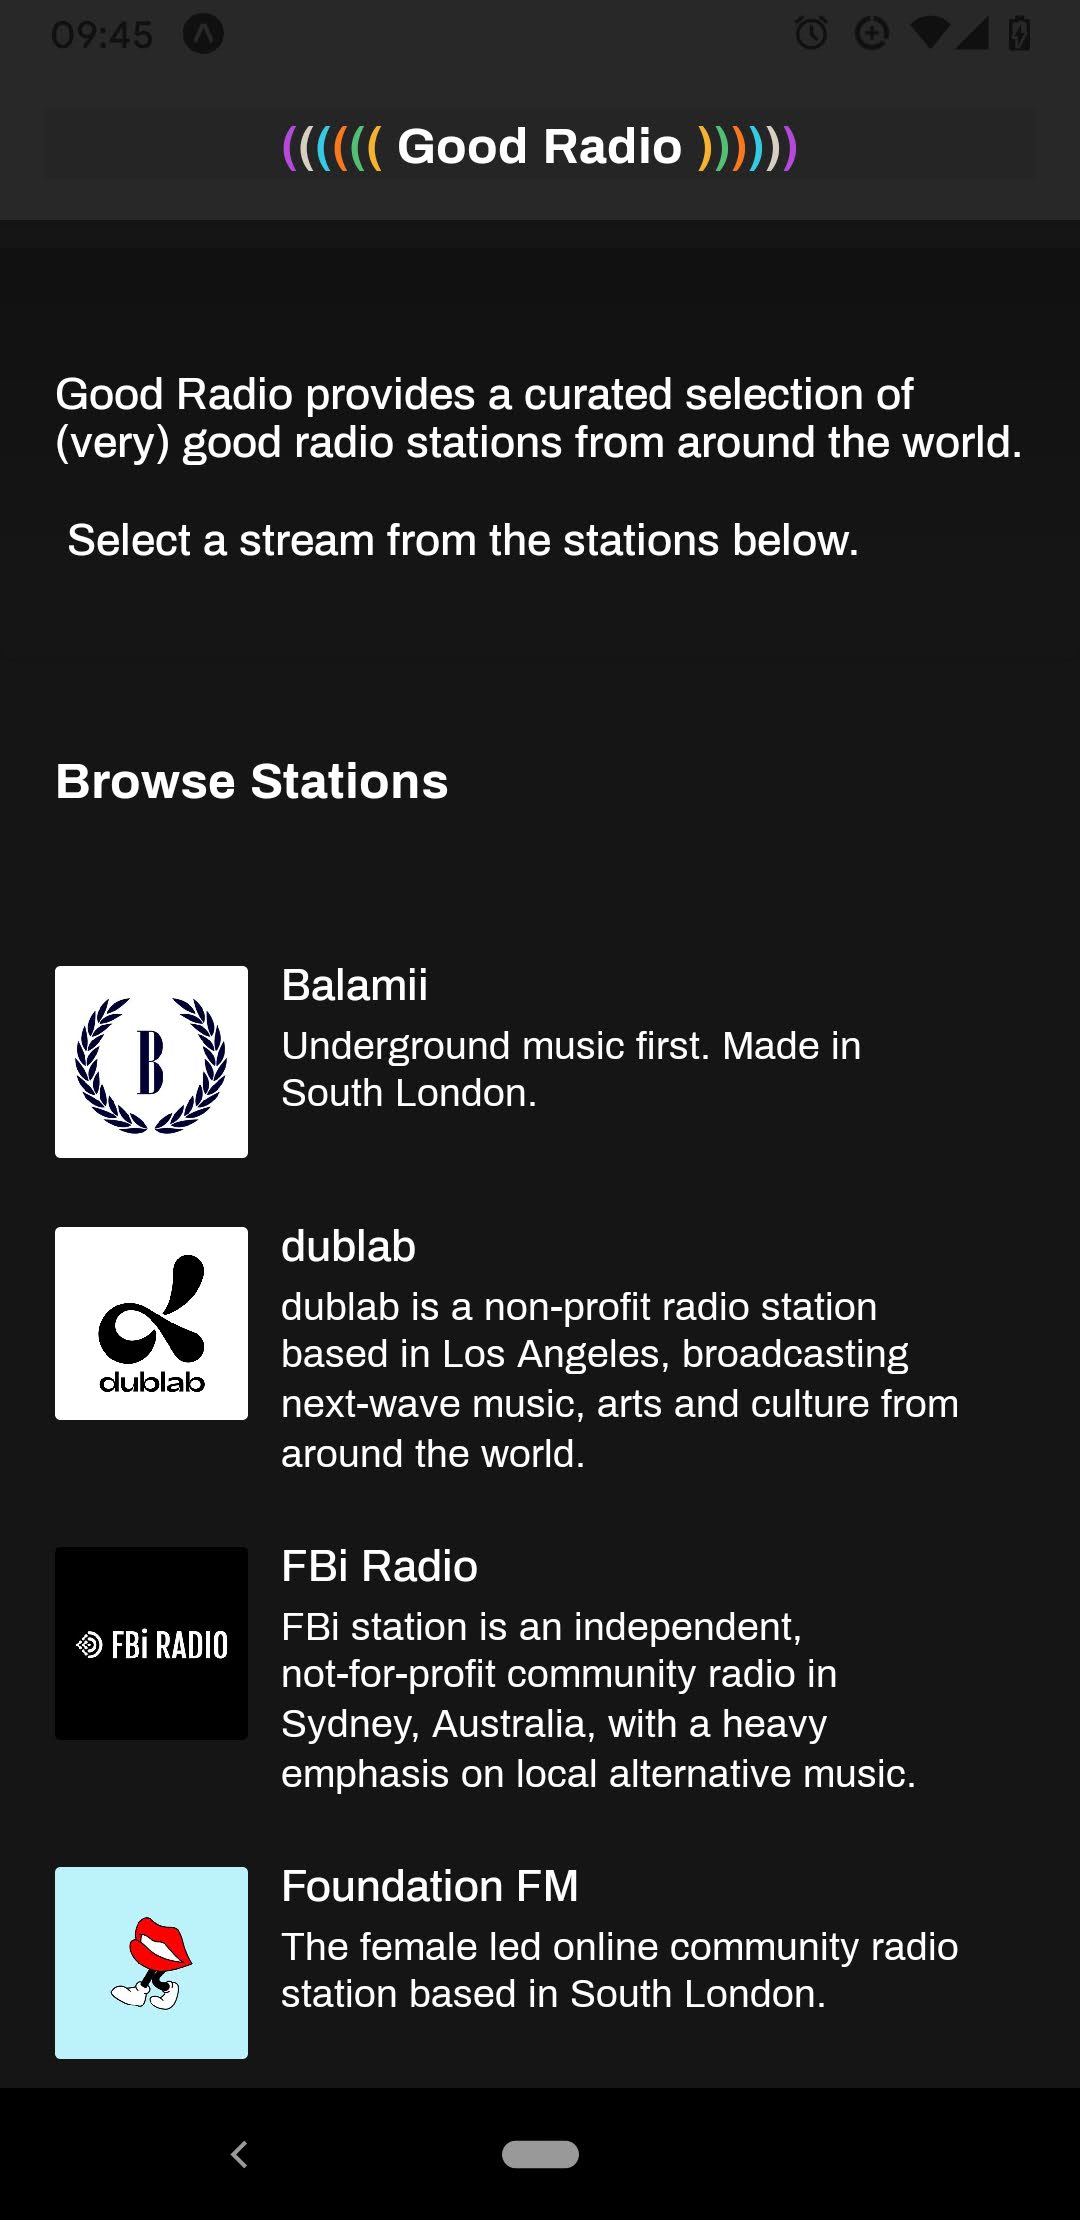 09:45
(((((( Good Radio ))))))
Good Radio provides a curated selection of
(very) good radio stations from around the world.
Select a stream from the stations below.
Browse Stations
B
Balamii
Underground music first. Made in
South London.
dublab
dublab
dublab is a non-profit radio station
based in Los Angeles, broadcasting
next-wave music, arts and culture from
around the world.
FBi RADIO
FBi Radio
FBi station is an independent,
not-for-profit community radio in
Sydney, Australia, with a heavy
emphasis on local alternative music.
Foundation FM
The female led online community radio
station based in South London.